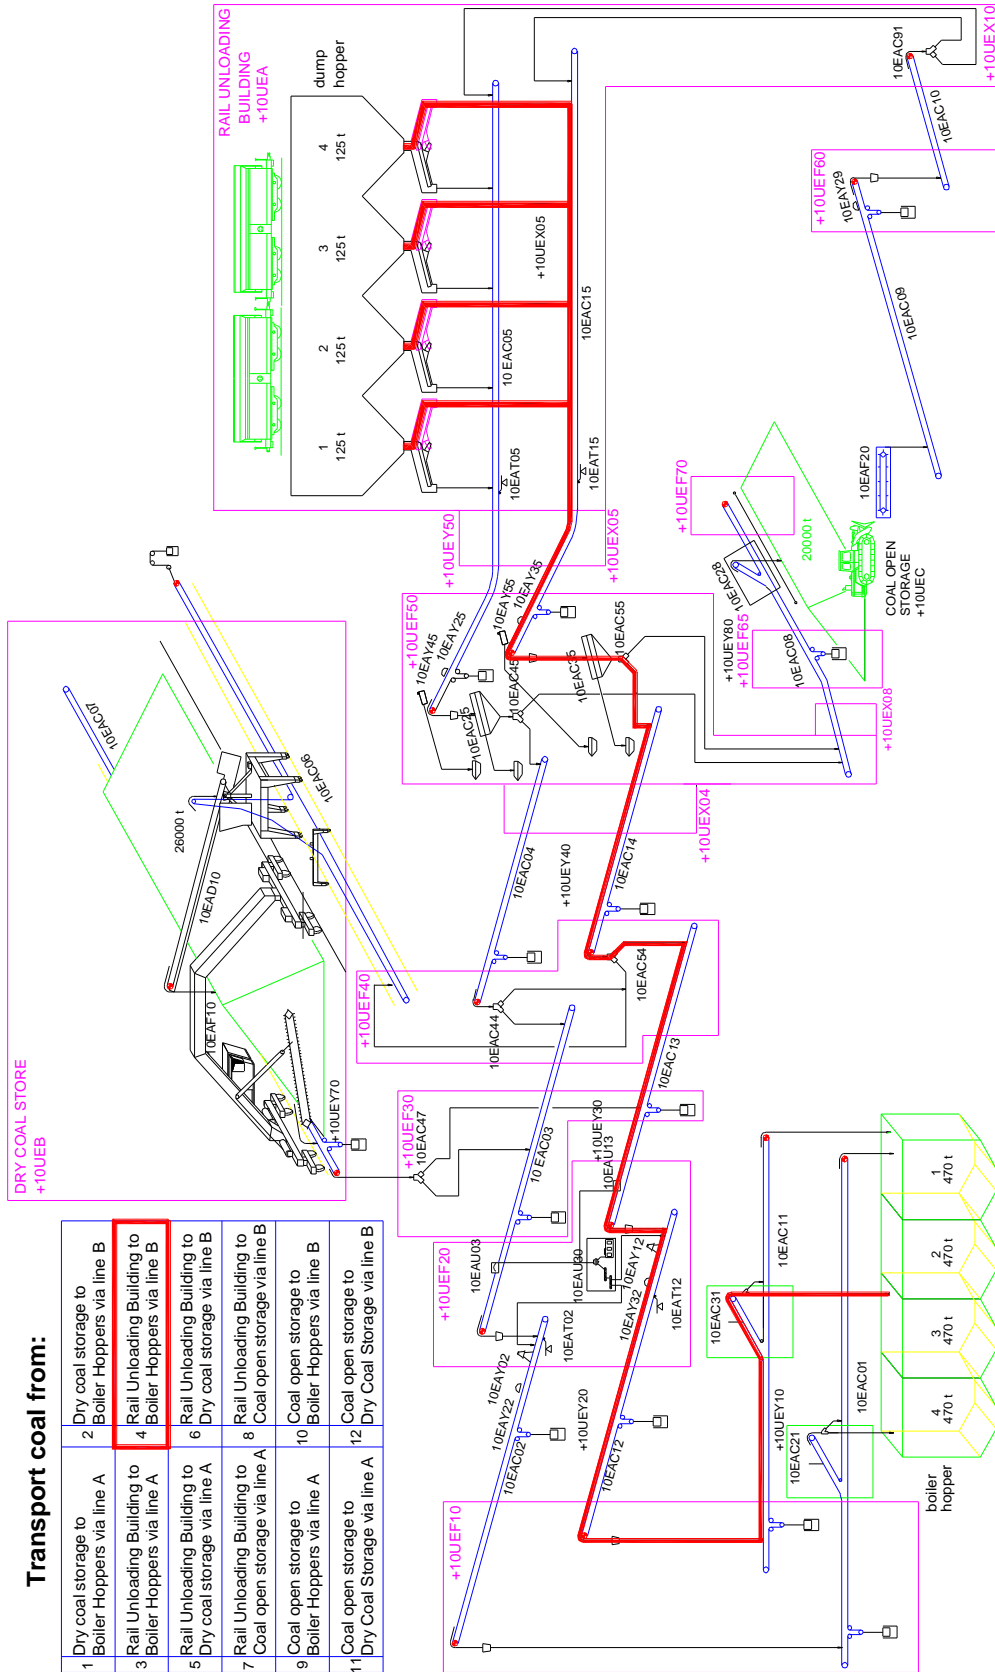 Transport coal from:
1 Dry coal storage to
Boiler Hoppers via line A
2 Dry coal storage to
Boiler Hoppers via line B
3 Rail Unloading Building to
Boiler Hoppers via line A
4 Rail Unloading Building to
Boiler Hoppers via line B
5 Rail Unloading Building to
Dry coal storage via line A
6 Rail Unloading Building to
Dry coal storage via line B
7 Rail Unloading Building to
Coal open storage via line A
8 Rail Unloading Building to
Coal open storage via line B
9 Coal open storage to
Boiler Hoppers via line A
10 Coal open storage to
Boiler Hoppers via line B
11 Coal open storage to
Dry Coal Storage via line A
12 Coal open storage to
Dry Coal Storage via line B
DRY COAL STORE
+10UEB
10EAF10
10EAD10
26000 t
10EAC07
10EAC06
+10UEY70
RAIL UNLOADING
BUILDING
+10UEA
dump
hopper
1
125 t
2
125 t
3
125 t
4
125 t
10EAT05
10 EAC05
+10UEX05
10EAT15
10EAC15
+10UEX10
+10UEY50
+10UEX05
+10UEF50
10EAY45
10EAY25
10EAY55
10EAY35
10EAC25
10EAC45
10EAC35
10EAC55
+10UEX04
+10UEX08
+10UEF40
10EAC44
10EAC04
+10UEY40
10EAC14
10EAC54
+10UEF30
10EAC47
10 EAC03
+10UEY30
10EAC13
+10UEF20
10EAU03
10EAU30
10EAU13
10EAY02
10EAY22
10EAC02
10EAT02
10EAY12
10EAY32
10EAT12
+10UEY20
10EAC12
+10UEF10
+10UEY10
10EAC31
10EAC11
10EAC21
10EAC01
boiler
hopper
4
470 t
3
470 t
2
470 t
1
470 t
10EAC08
+10UEY80
+10UEF65
10EAC28
+10UEF70
20000 t
COAL OPEN
STORAGE
+10UEC
10EAF20
10EAC09
10EAY29
+10UEF60
10EAC10
10EAC91